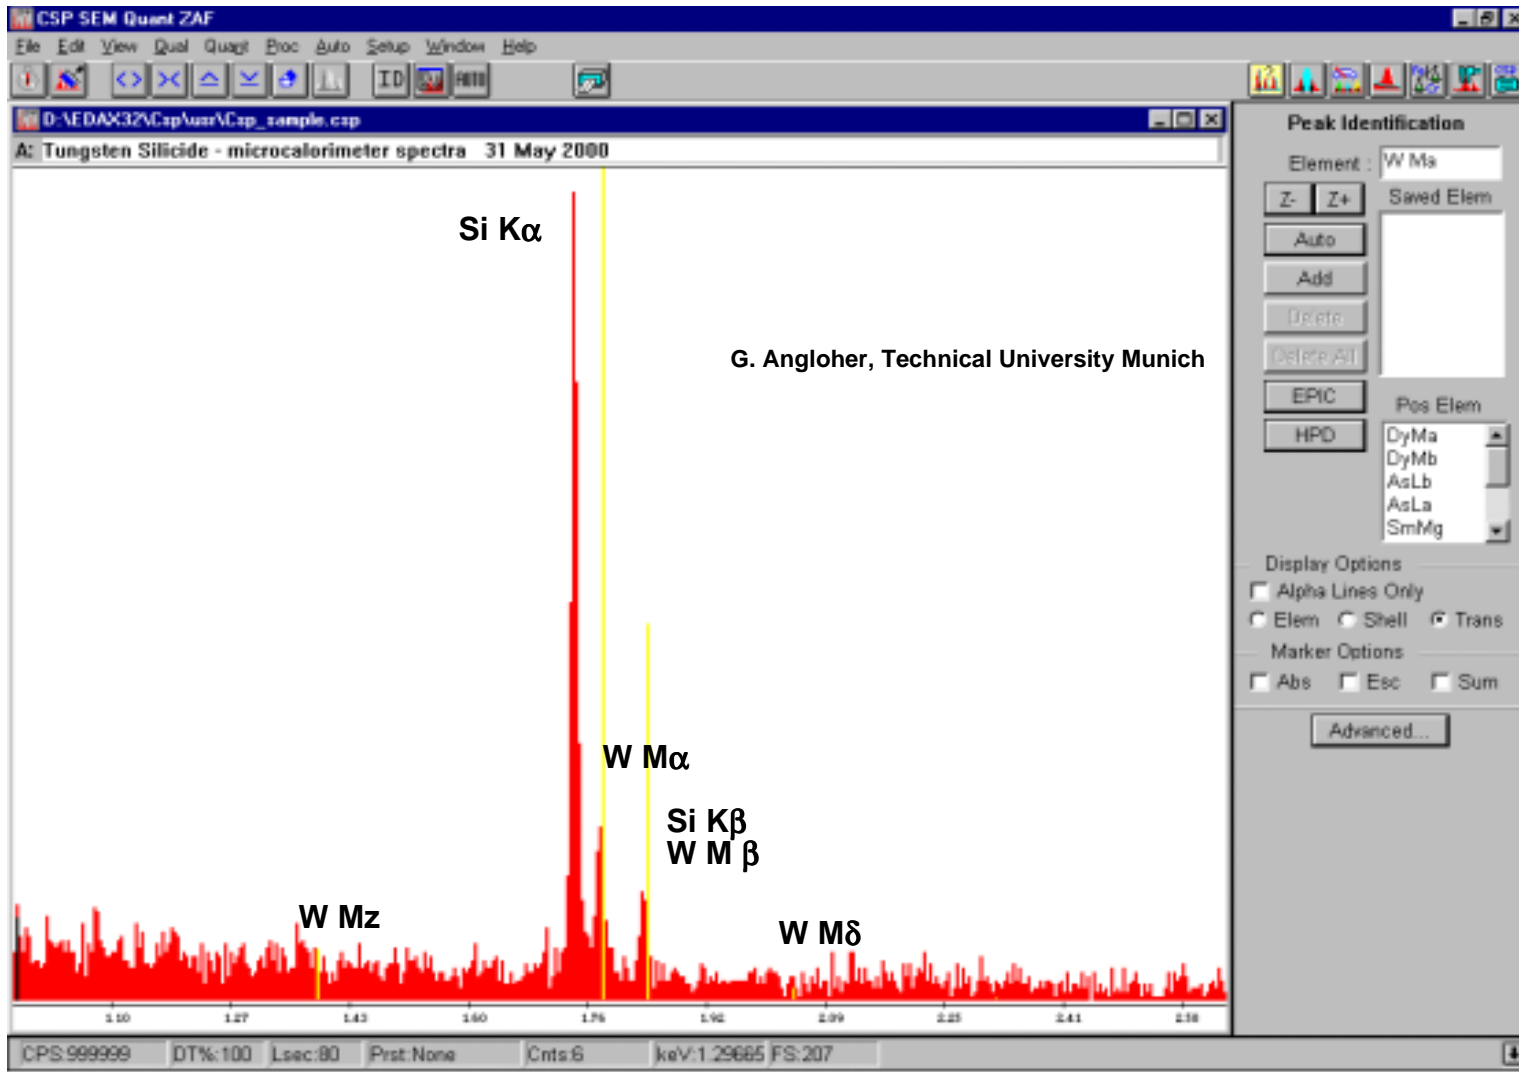 CSP SEM Quant ZAF
File Edit View Qual Quant Proc Auto Setup Window Help
ID AUTO
D:\EDAX32\Csp\usr\Csp_sample.csp
A: Tungsten Silicide - microcalorimeter spectra 31 May 2000
Si Kα
G. Angloher, Technical University Munich
W Mα
Si Kβ
W M β
W Mz
W Mδ
1.10 1.27 1.43 1.60 1.76 1.92 2.09 2.25 2.41 2.58
CPS:999999 DT%:100 Lsec:80 Prst:None Cnts:6 keV:1.29665 FS:207
Peak Identification
Element : W Ma
Z- Z+ Saved Elem
Auto
Add
Delete
Delete All
EPIC
Pos Elem
HPD
DyMa
DyMb
AsLb
AsLa
SmMg
Display Options
Alpha Lines Only
Elem Shell Trans
Marker Options
Abs Esc Sum
Advanced...